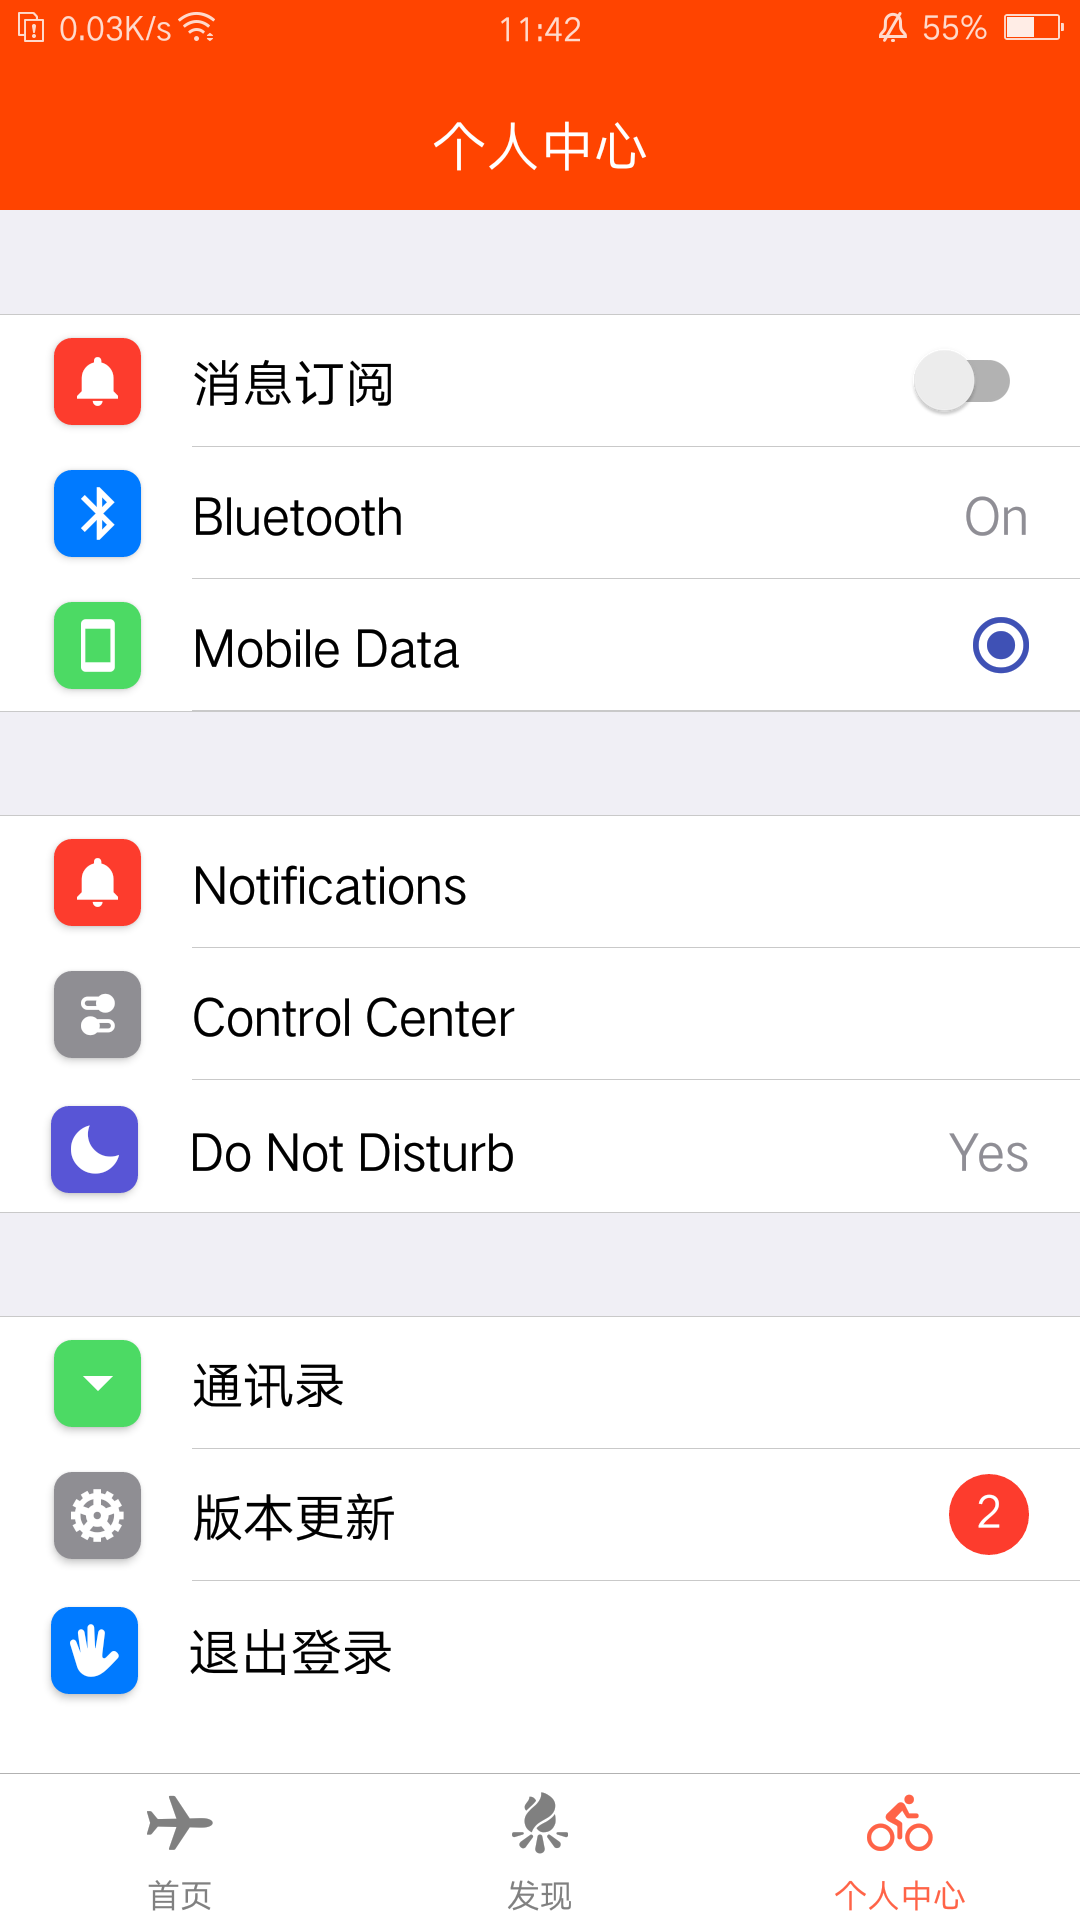 0.03K/s 11:42 55%
个人中心
消息订阅
Bluetooth On
Mobile Data
Notifications
Control Center
Do Not Disturb Yes
通讯录
版本更新 2
退出登录
首页 发现 个人中心